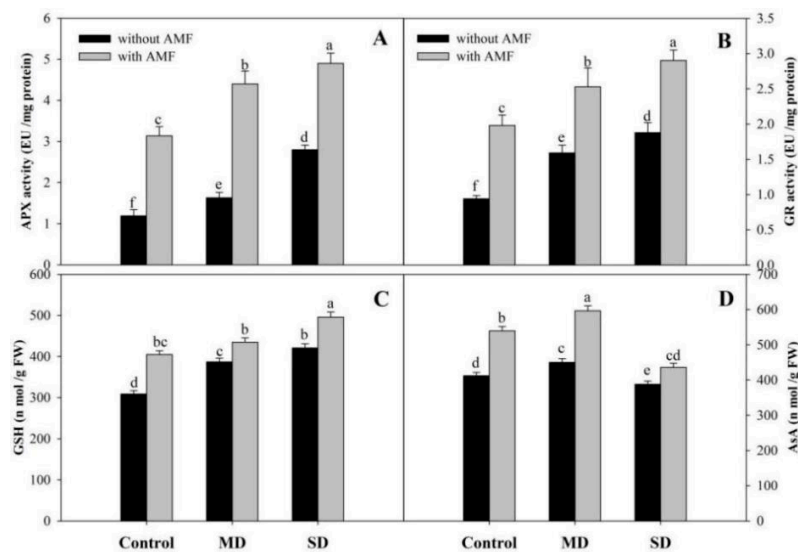 6
5
4
3
2
1
0
APX actvity (EU /mg protein)
without AMF
with AMF
A
f
c
e
b
d
a
without AMF
with AMF
B
f
c
e
b
d
a
3.5
3.0
2.5
2.0
1.5
1.0
0.5
0.0
GR actvity (EU /mg protein)
600
500
400
300
200
100
0
GSH (n mol /g FW)
C
d
bc
c
b
b
a
Control MD SD
D
d
b
c
a
e
cd
Control MD SD
700
600
500
400
300
200
100
0
AsA (n mol /g FW)